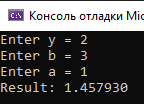 Консоль отладки Mic
Enter y = 2
Enter b = 3
Enter a = 1
Result: 1.457930